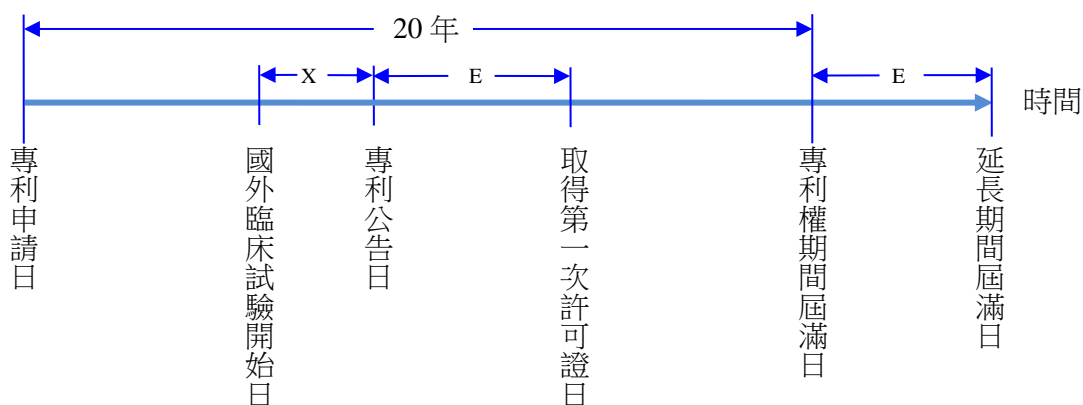 20 年
X
E
E
時間
專利申請日
國外臨床試驗開始日
專利公告日
取得第一次許可證日
專利權期間屆滿日
延長期間屆滿日